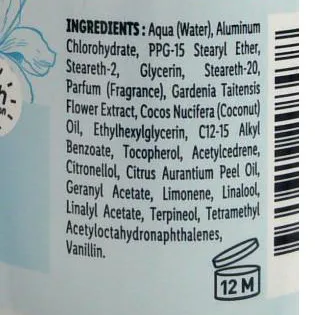 INGREDIENTS: Aqua (Water), Aluminum
Chlorohydrate, PPG-15 Stearyl Ether,
Steareth-2, Glycerin, Steareth-20,
Parfum (Fragrance), Gardenia Taitensis
Flower Extract, Cocos Nucifera (Coconut)
Oil, Ethylhexylglycerin, C12-15 Alkyl
Benzoate, Tocopherol, Acetylcedrene,
Citronellol, Citrus Aurantium Peel Oil,
Geranyl Acetate, Limonene, Linalool,
Linalyl Acetate, Terpineol, Tetramethyl
Acetyloctahydronaphthalenes,
Vanillin.
12 M